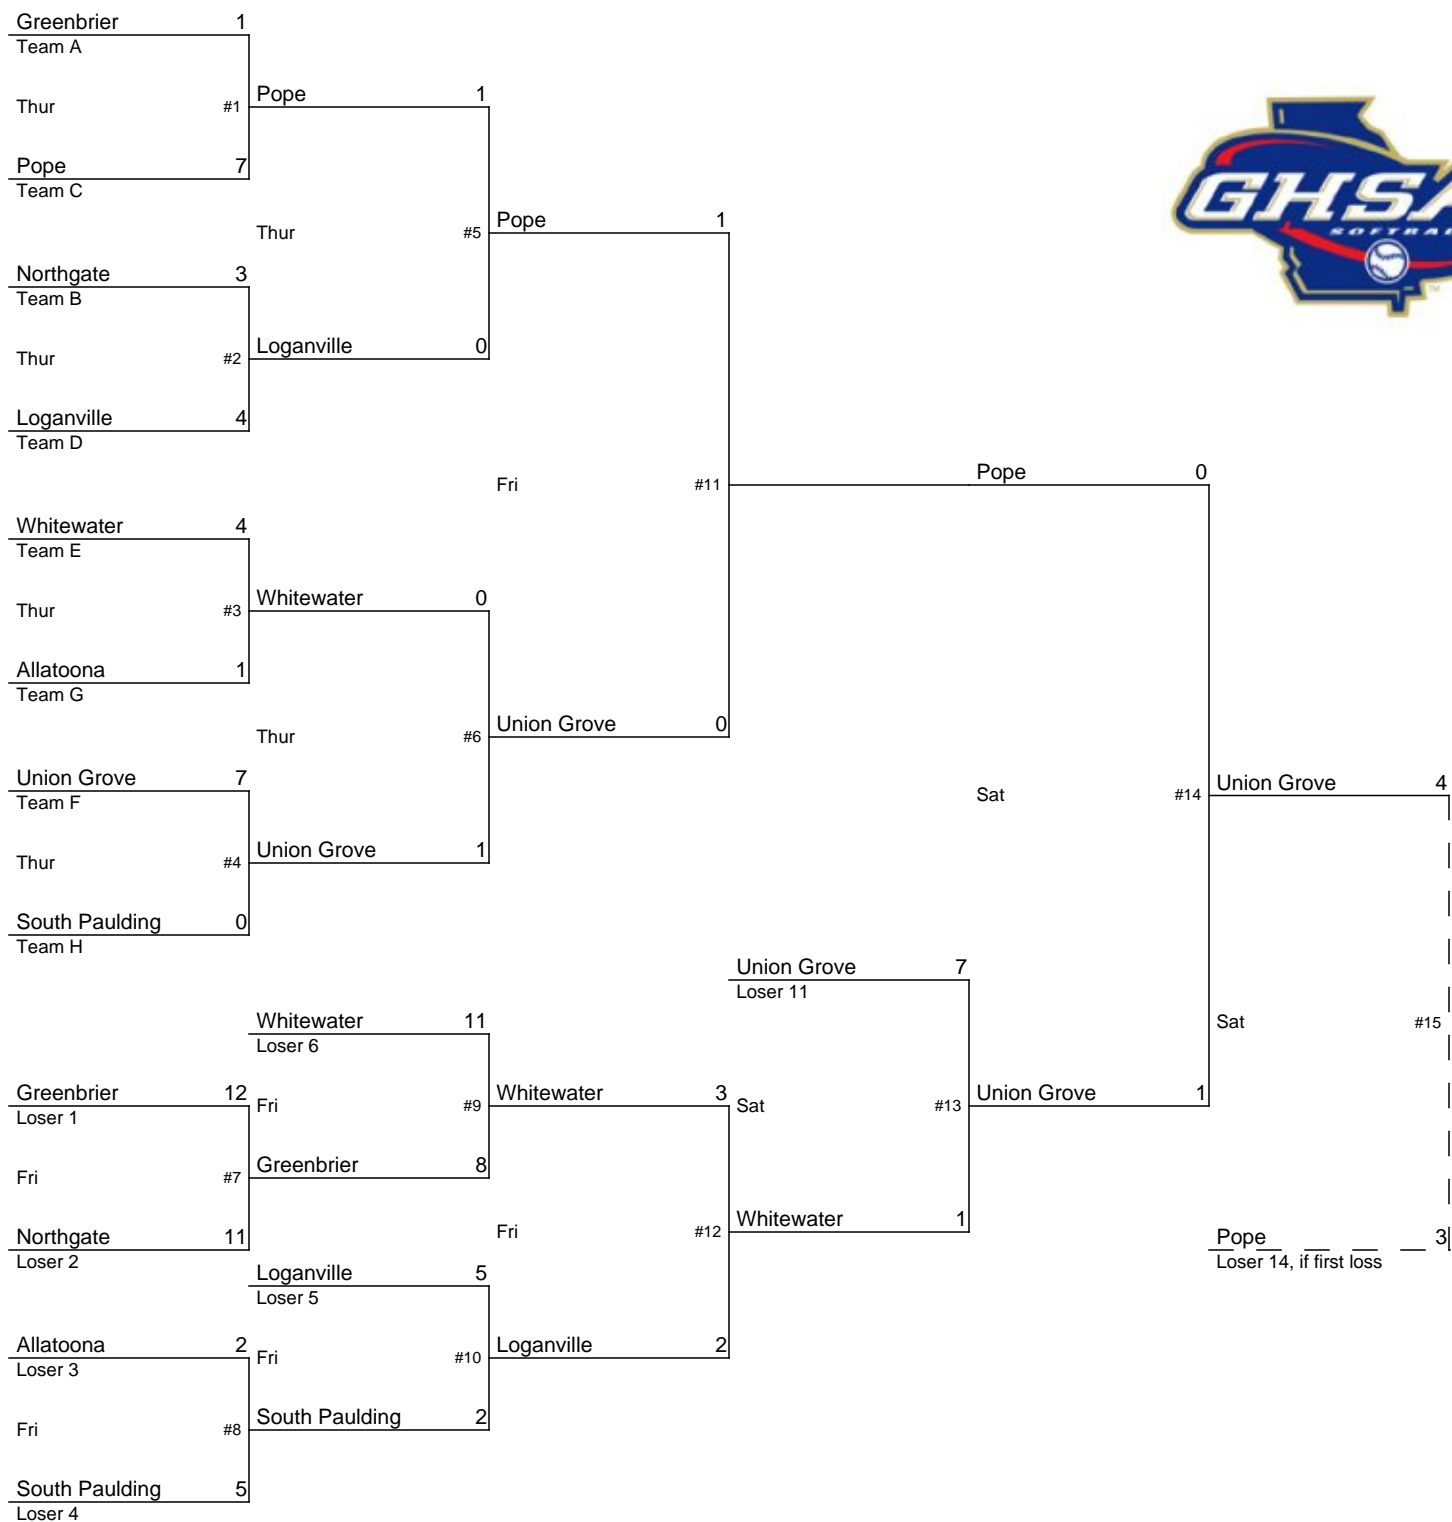 Greenbrier 1
Team A
Thur #1
Pope 1
Pope 7
Team C
Thur #5
Pope 1
Northgate 3
Team B
Thur #2
Loganville 0
Loganville 4
Team D
Fri #11
Pope 0
Whitewater 4
Team E
Thur #3
Whitewater 0
Allatoona 1
Team G
Thur #6
Union Grove 0
Union Grove 7
Team F
Thur #4
Union Grove 1
South Paulding 0
Team H
Sat #14
Union Grove 4
Union Grove 7
Loser 11
Whitewater 11
Loser 6
Sat #15
Greenbrier 12
Loser 1
Fri #9
Whitewater 3
Sat #13
Union Grove 1
Fri #7
Greenbrier 8
Northgate 11
Loser 2
Fri #12
Whitewater 1
Pope 3
Loser 14, if first loss
Loganville 5
Loser 5
Allatoona 2
Loser 3
Fri #10
Loganville 2
Fri #8
South Paulding 2
South Paulding 5
Loser 4